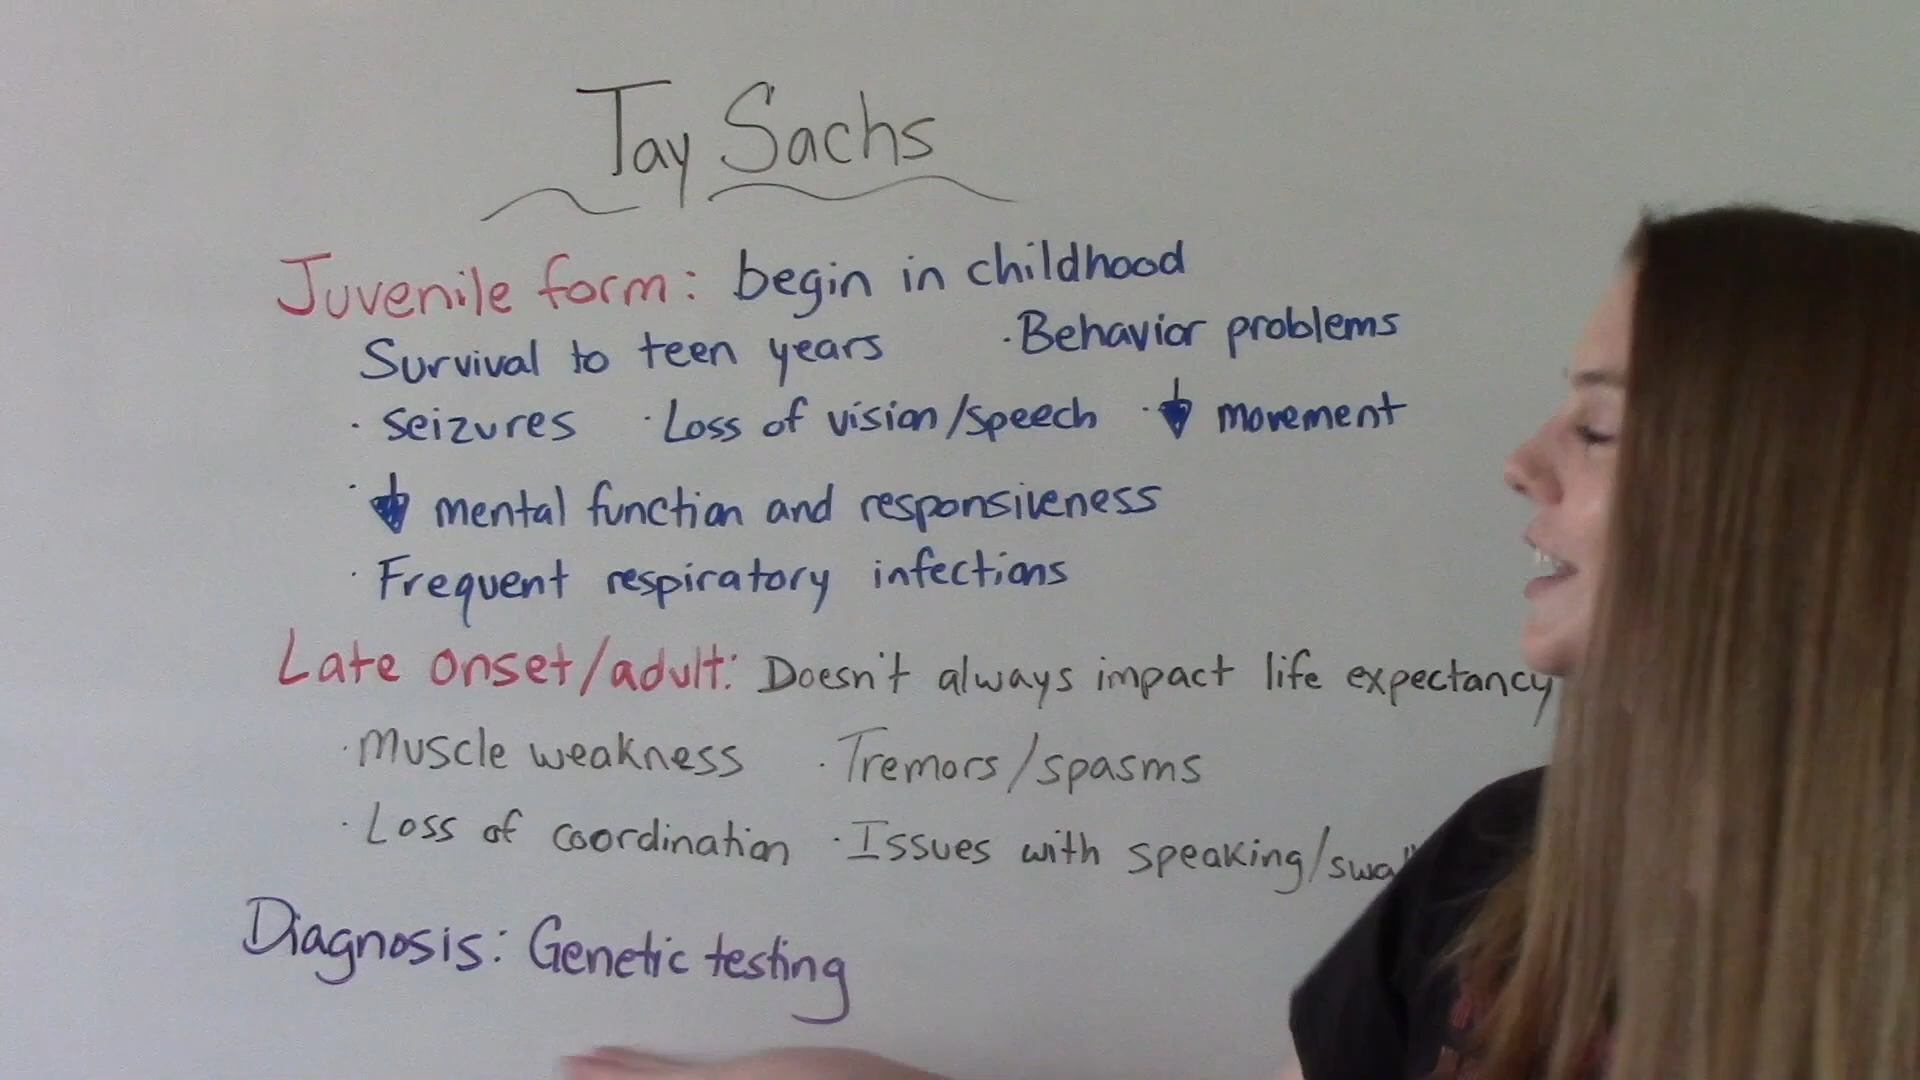 Tay Sachs
Juvenile form: begin in childhood
Survival to teen years · Behavior problems
· seizures · Loss of vision/speech · ↓ movement
· ↓ mental function and responsiveness
· Frequent respiratory infections
Late onset/adult: Doesn't always impact life expectancy
· Muscle weakness · Tremors/spasms
· Loss of coordination · Issues with speaking/
Diagnosis: Genetic testing